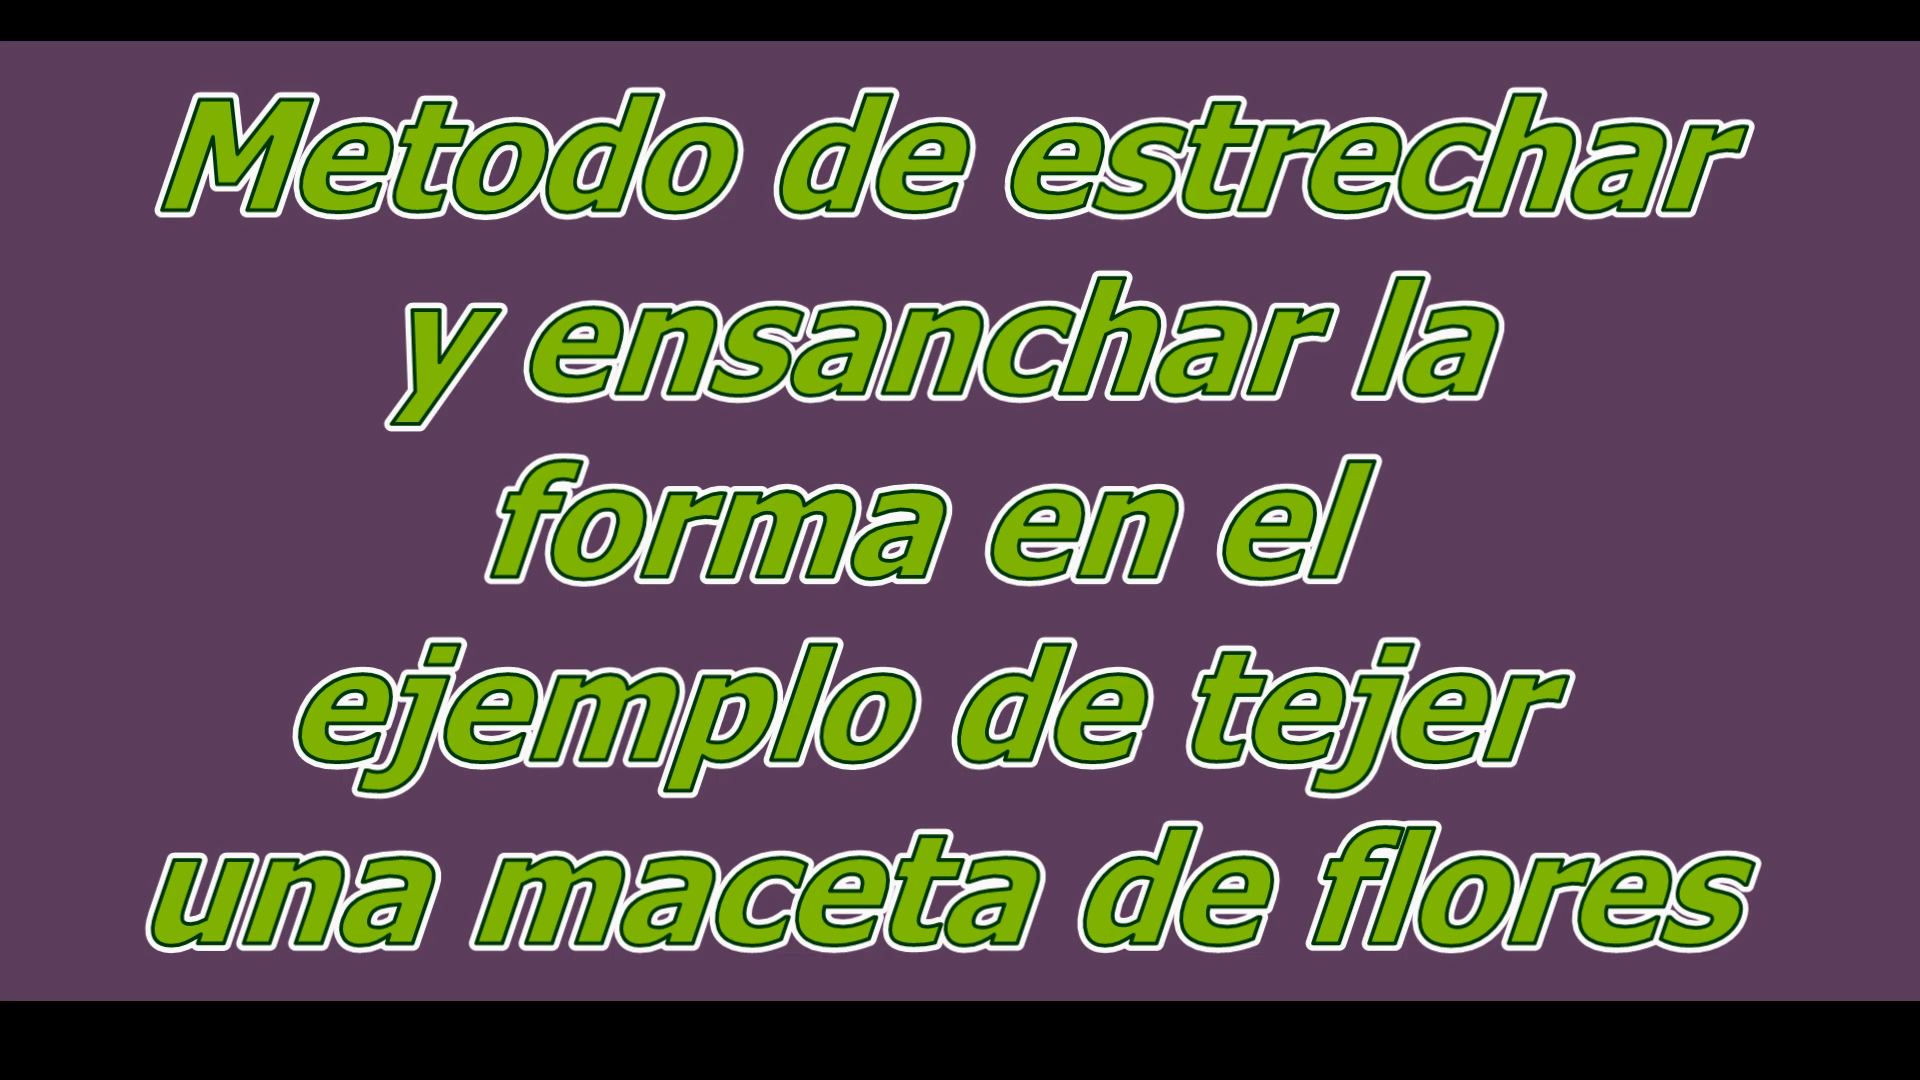 Metodo de estrechar
y ensanchar la
forma en el
ejemplo de tejer
una maceta de flores